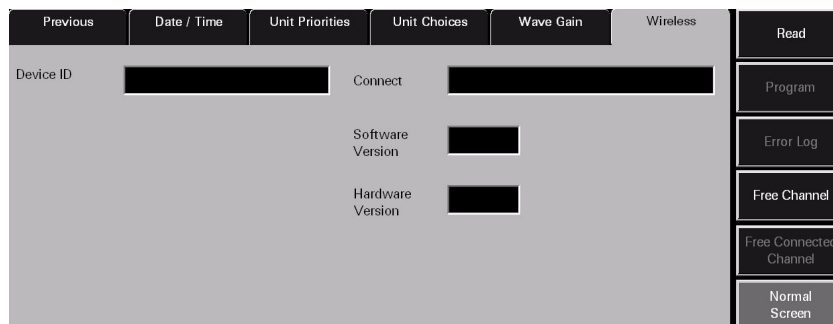 Previous
Date / Time
Unit Priorities
Unit Choices
Wave Gain
Wireless
Device ID
Connect
Software
Version
Hardware
Version
Read
Program
Error Log
Free Channel
Free Connected
Channel
Normal
Screen